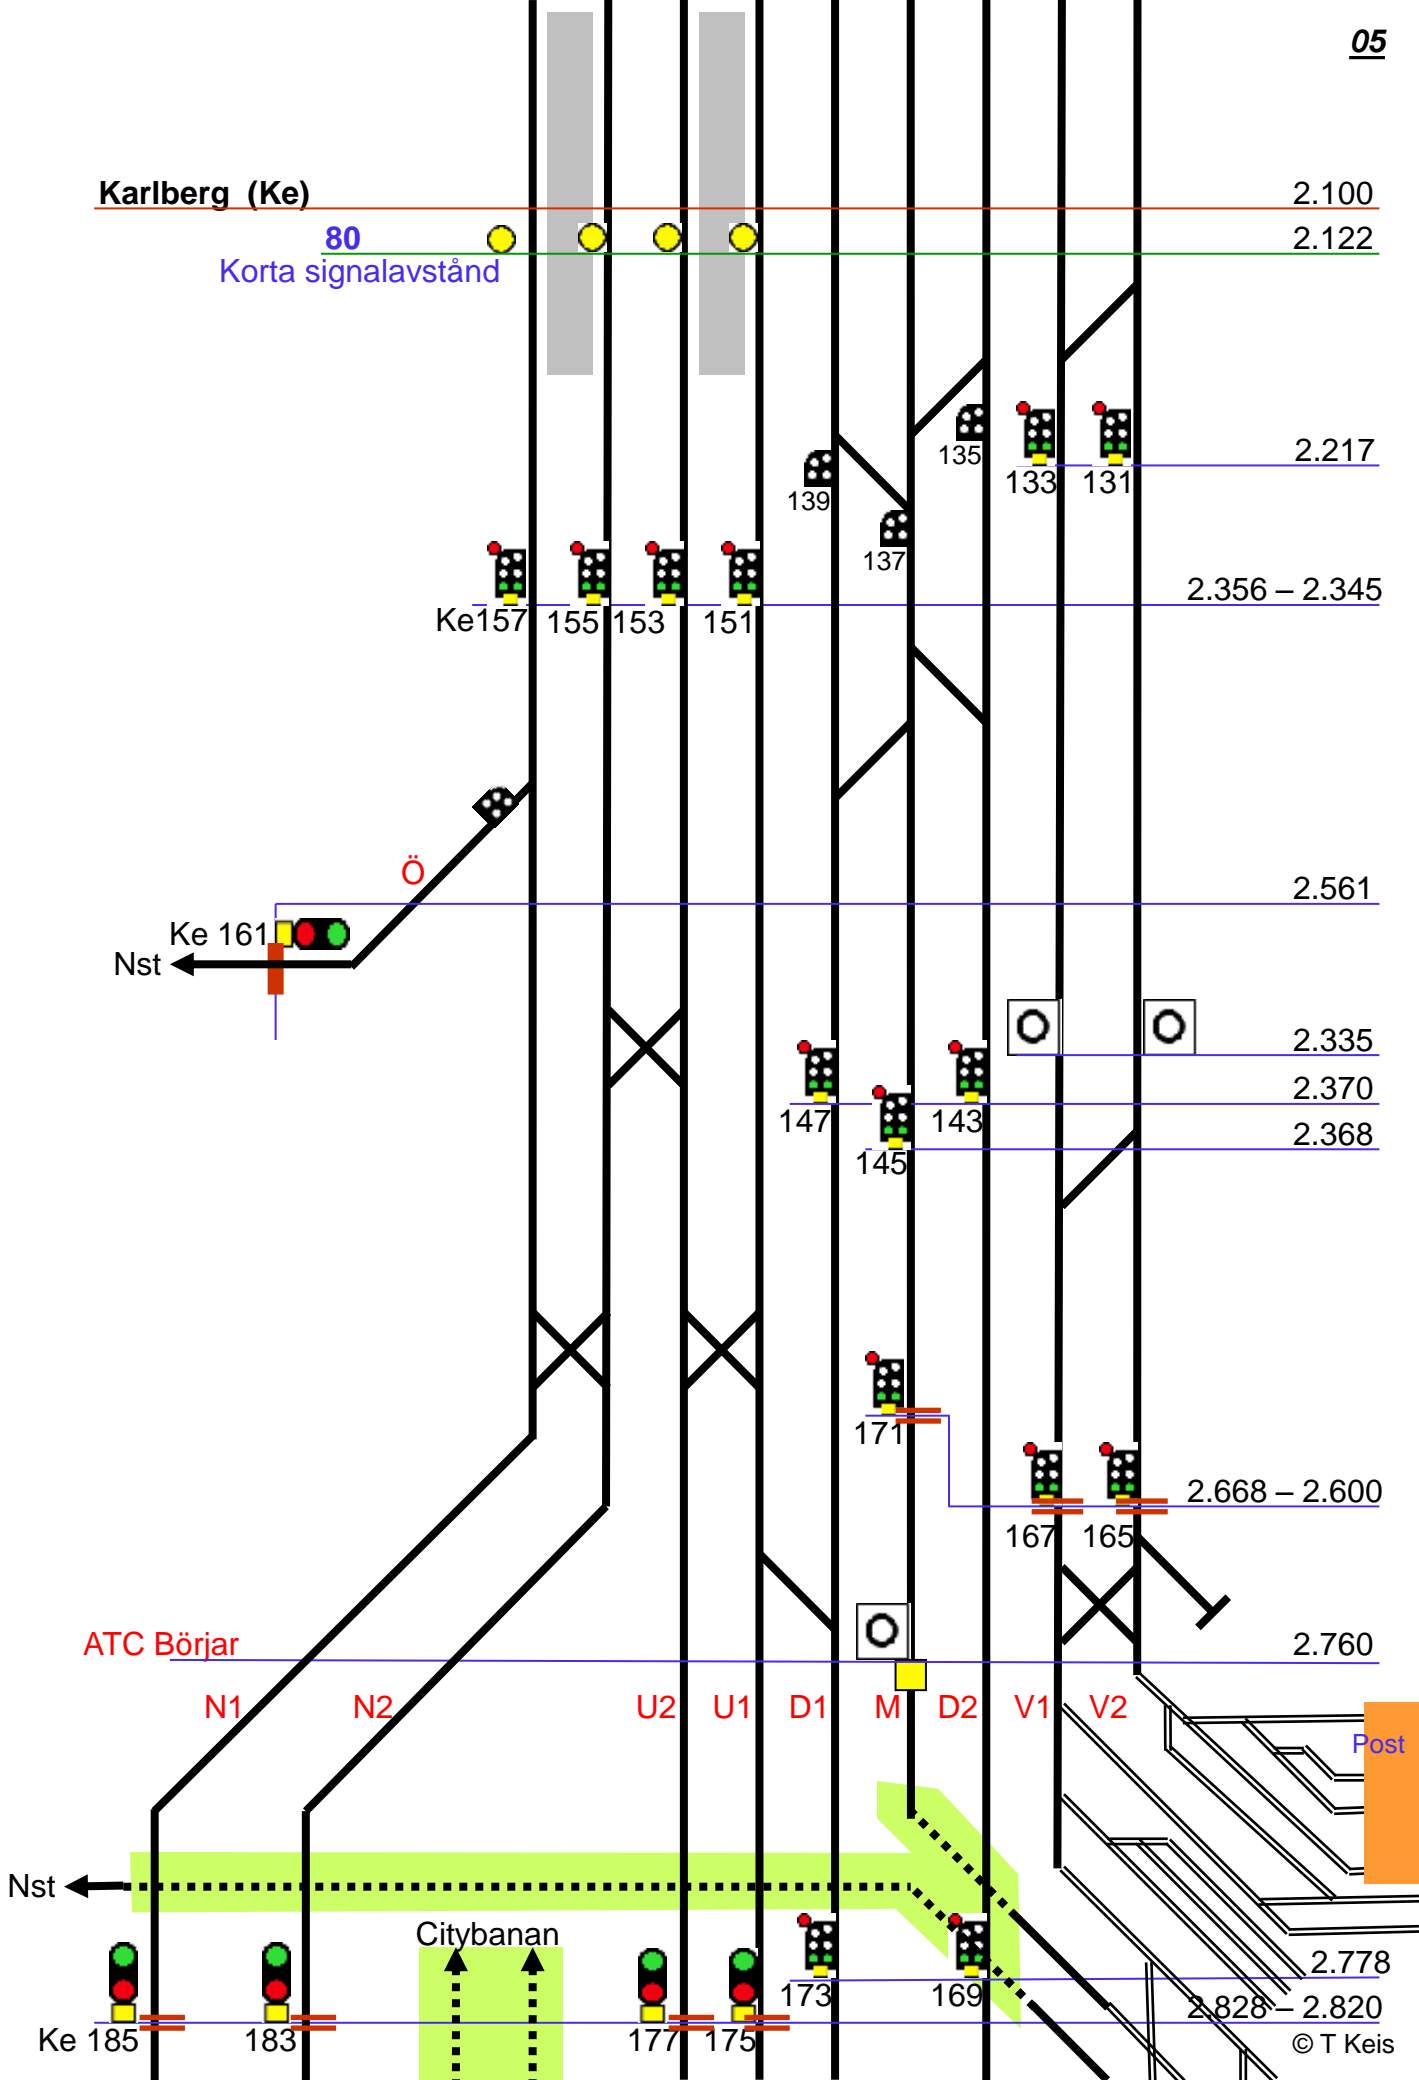 05
Karlberg (Ke) 2.100
80 2.122
Korta signalavstånd
135 133 131 2.217
139
137
Ke157 155 153 151 2.356 – 2.345
Ö
2.561
Ke 161
Nst
2.335
147 143 2.370
145 2.368
171
2.668 – 2.600
167 165
ATC Börjar 2.760
N1 N2 U2 U1 D1 M D2 V1 V2
Post
Nst
Citybanan
2.778
173 169
2.828 – 2.820
Ke 185 183 177 175
© T Keis